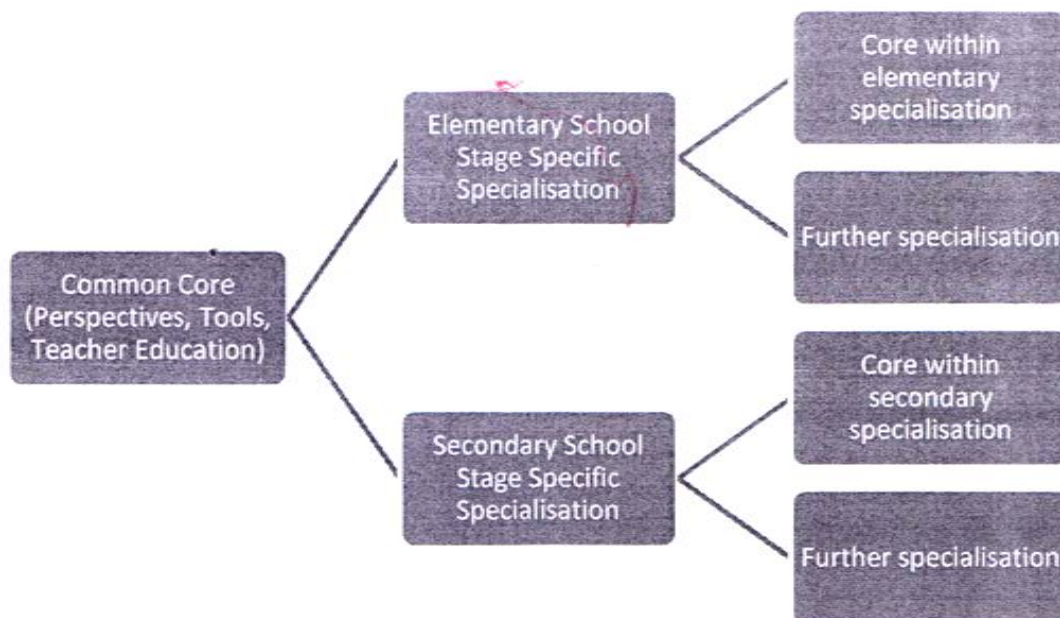 Core within
elementary
specialisation
Elementary School
Stage Specific
Specialisation
Further specialisation
Common Core
(Perspectives, Tools,
Teacher Education)
Core within
secondary
specialisation
Secondary School
Stage Specific
Specialisation
Further specialisation